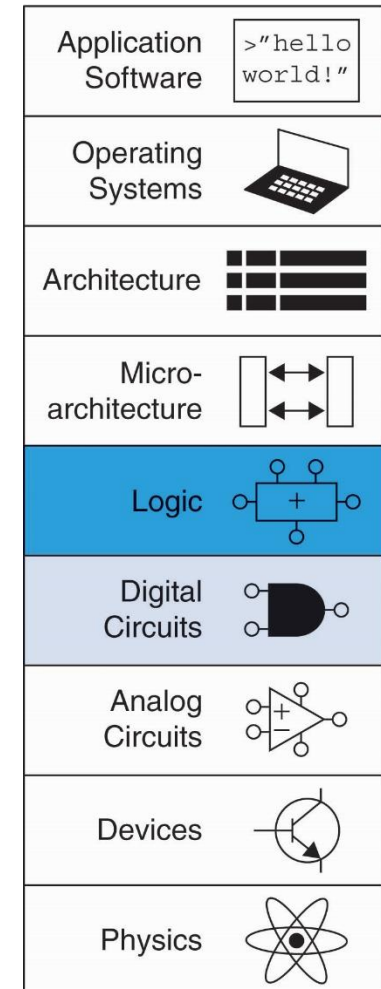 Application
Software
>"hello
world!"
Operating
Systems
Architecture
Micro-
architecture
Logic
+
Digital
Circuits
Analog
Circuits
+
−
Devices
Physics